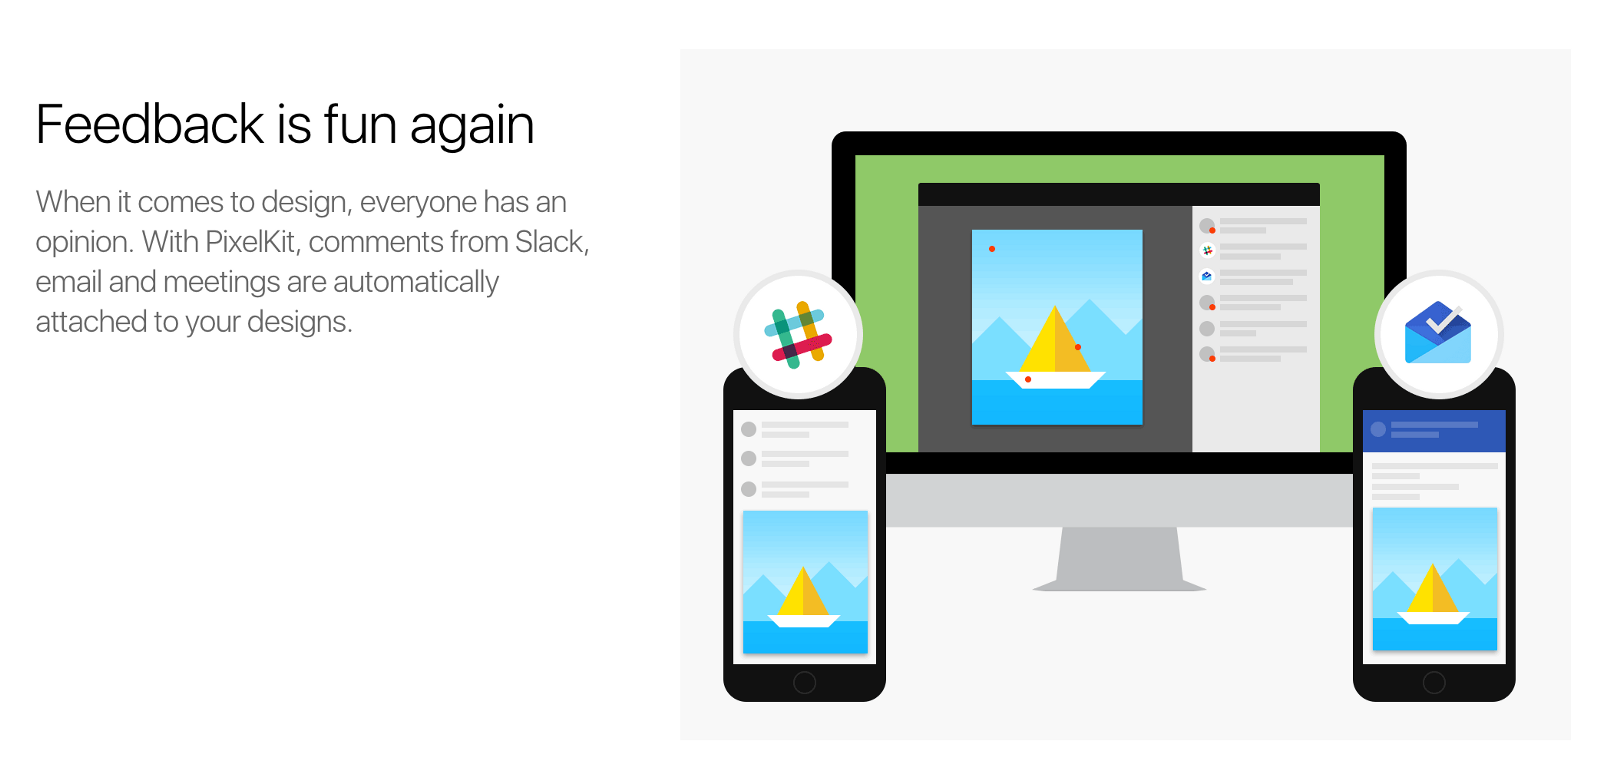 Feedback is fun again
When it comes to design, everyone has an
opinion. With PixelKit, comments from Slack,
email and meetings are automatically
attached to your designs.